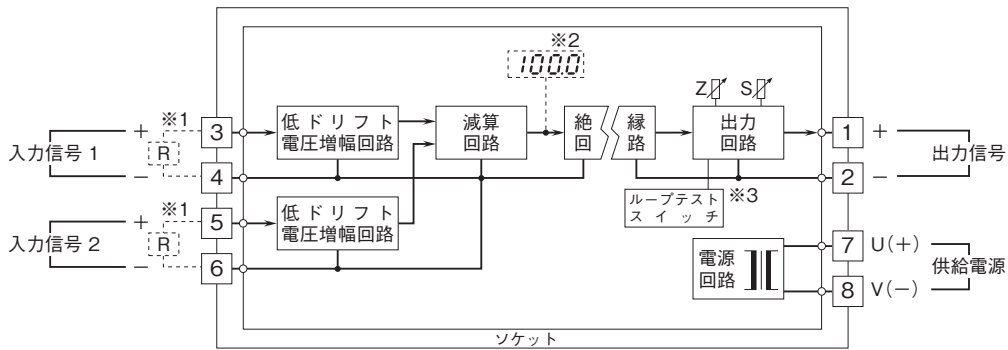 ※2
100.0
Z
S
※1
+
3
低ドリフト
電圧増幅回路
減算
回路
絶
回
縁
路
出力
回路
1
+
入力信号 1
R
出力信号
−
4
2
−
ループテスト
スイッチ
※3
※1
+
5
低ドリフト
電圧増幅回路
入力信号 2
R
−
6
電源
回路
7
U(+)
供給電源
8
V(−)
ソケット